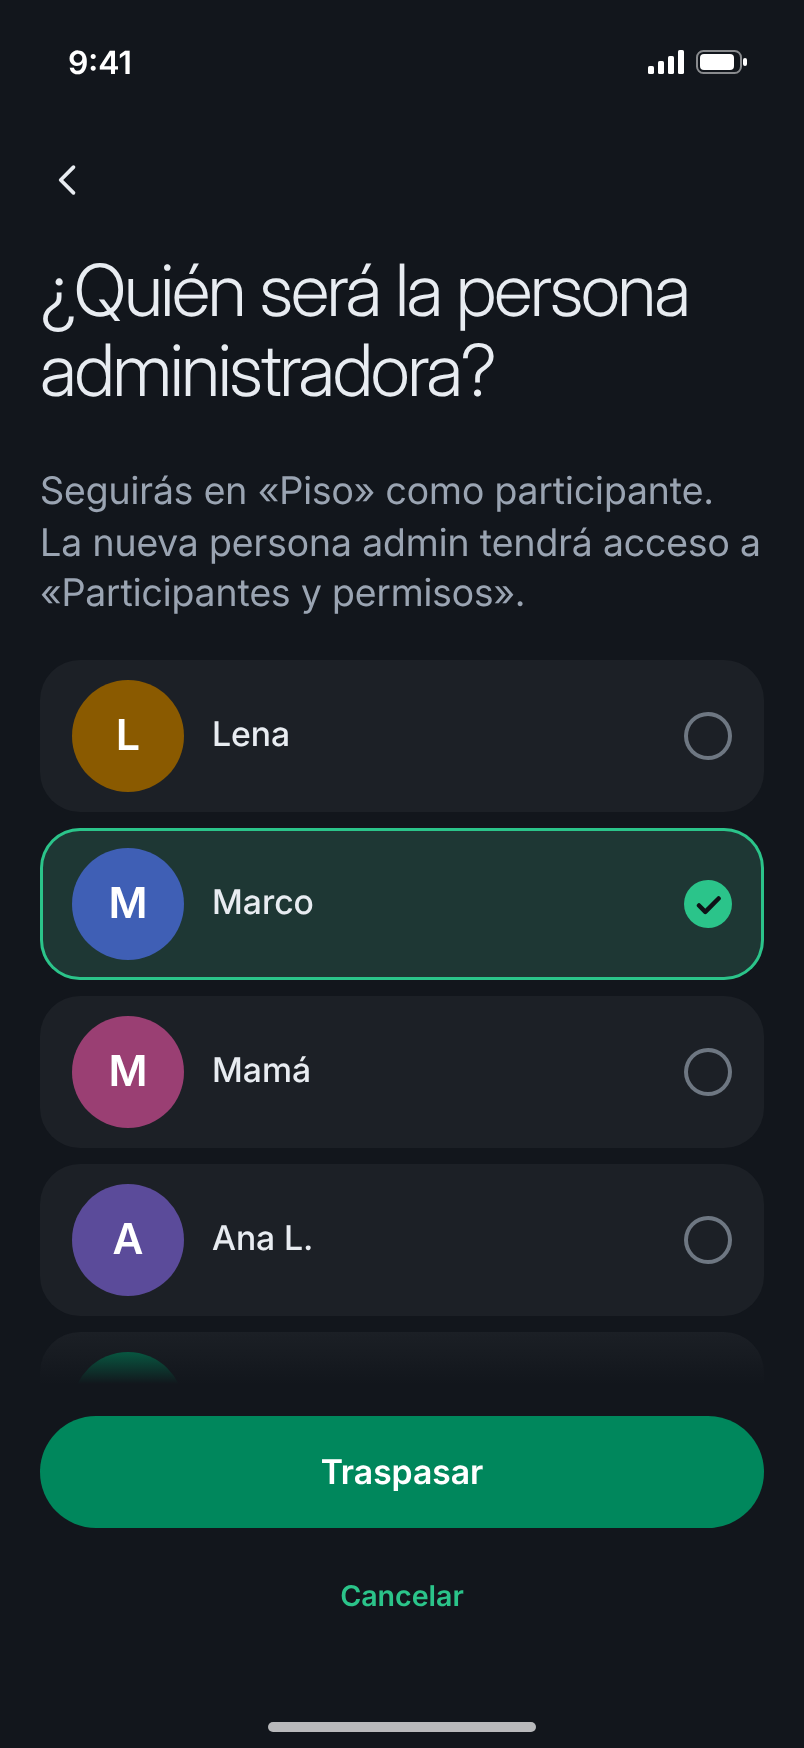 9:41
¿Quién será la persona
administradora?
Seguirás en «Piso» como participante.
La nueva persona admin tendrá acceso a
«Participantes y permisos».
L Lena
M Marco
M Mamá
A Ana L.
Traspasar
Cancelar